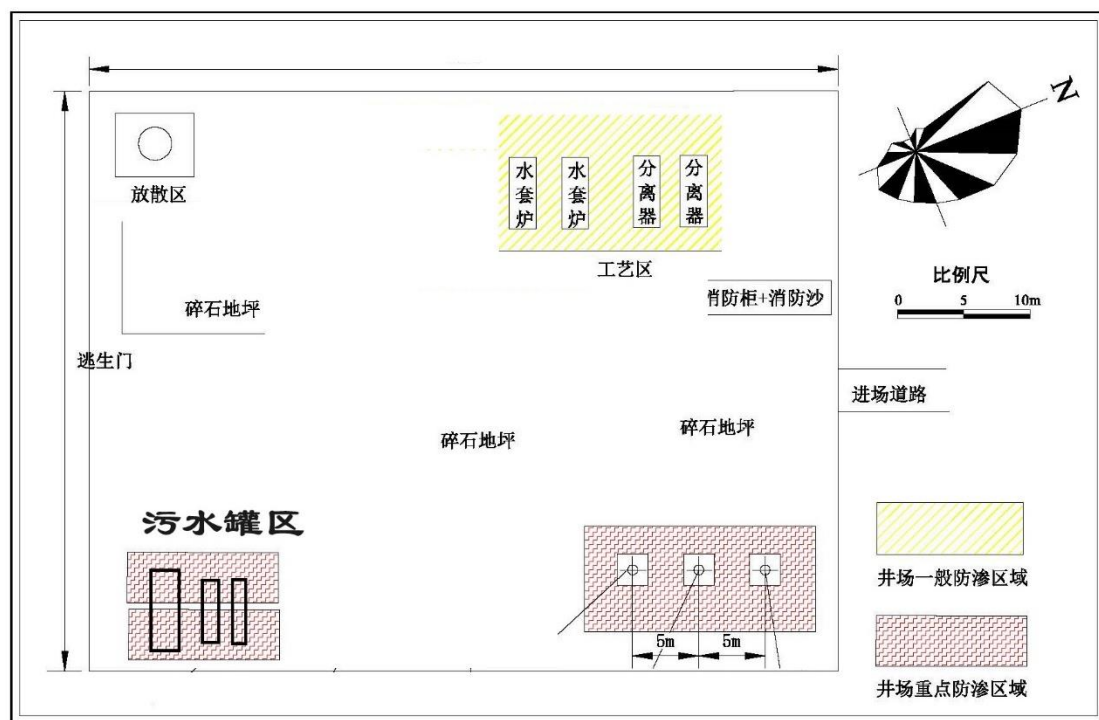 N
水套炉
水套炉
分离器
分离器
放散区
工艺区
比例尺
0 5 10m
消防柜+消防沙
碎石地坪
逃生门
进场道路
碎石地坪
碎石地坪
污水罐区
井场一般防渗区域
5m 5m
井场重点防渗区域